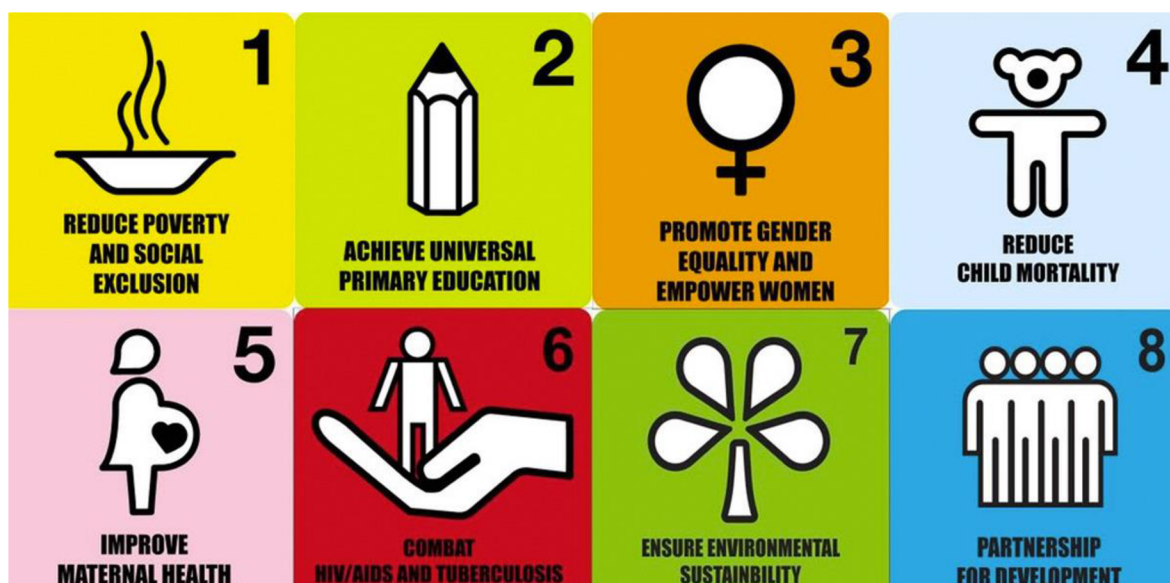 1
REDUCE POVERTY
AND SOCIAL
EXCLUSION
2
ACHIEVE UNIVERSAL
PRIMARY EDUCATION
3
PROMOTE GENDER
EQUALITY AND
EMPOWER WOMEN
4
REDUCE
CHILD MORTALITY
5
IMPROVE
MATERNAL HEALTH
6
COMBAT
HIV/AIDS AND TUBERCULOSIS
7
ENSURE ENVIRONMENTAL
SUSTAINBILITY
8
PARTNERSHIP
FOR DEVELOPMENT